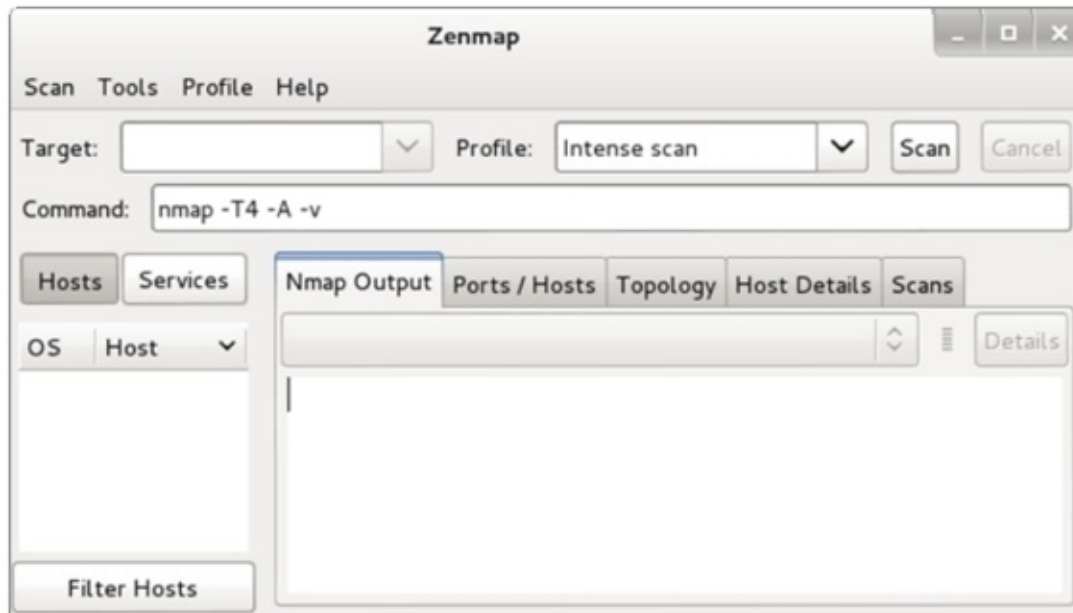 Zenmap
Scan Tools Profile Help
Target: Profile: Intense scan Scan Cancel
Command: nmap -T4 -A -v
Hosts Services Nmap Output Ports / Hosts Topology Host Details Scans
OS Host Details
Filter Hosts